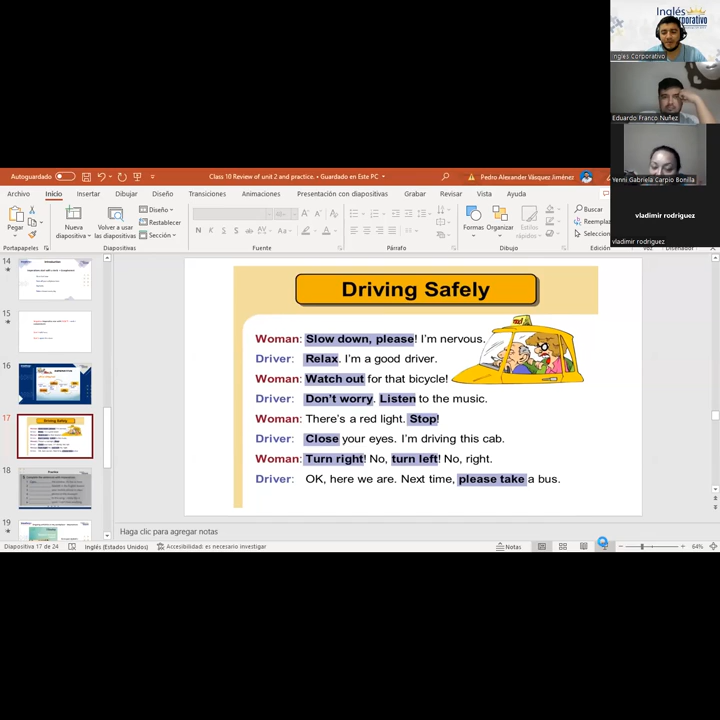 Inglés
Corporativo
Ingles Corporativo
Eduardo Franco Nuñez
Yenni Gabriela Carpio Bonilla
vladimir rodriguez
vladimir rodriguez
Autoguardado
Class 10 Review of unit 2 and practice. • Guardado en Este PC
Pedro Alexander Vásquez Jiménez
Archivo Inicio Insertar Dibujar Diseño Transiciones Animaciones Presentación con diapositivas Grabar Revisar Vista Ayuda
Pegar
Nueva diapositiva
Volver a usar las diapositivas
Diseño
Restablecer
Sección
Formas
Organizar
Estilos rápidos
Buscar
Portapapeles
Diapositivas
Fuente
Párrafo
Dibujo
Edición
Voz
14
15
16
17
18
19
Driving Safely
Woman: Slow down, please! I'm nervous.
Driver: Relax. I'm a good driver.
Woman: Watch out for that bicycle!
Driver: Don't worry. Listen to the music.
Woman: There's a red light. Stop!
Driver: Close your eyes. I'm driving this cab.
Woman: Turn right! No, turn left! No, right.
Driver: OK, here we are. Next time, please take a bus.
Haga clic para agregar notas
Diapositiva 17 de 24
Inglés (Estados Unidos)
Accesibilidad: es necesario investigar
Notas
64%